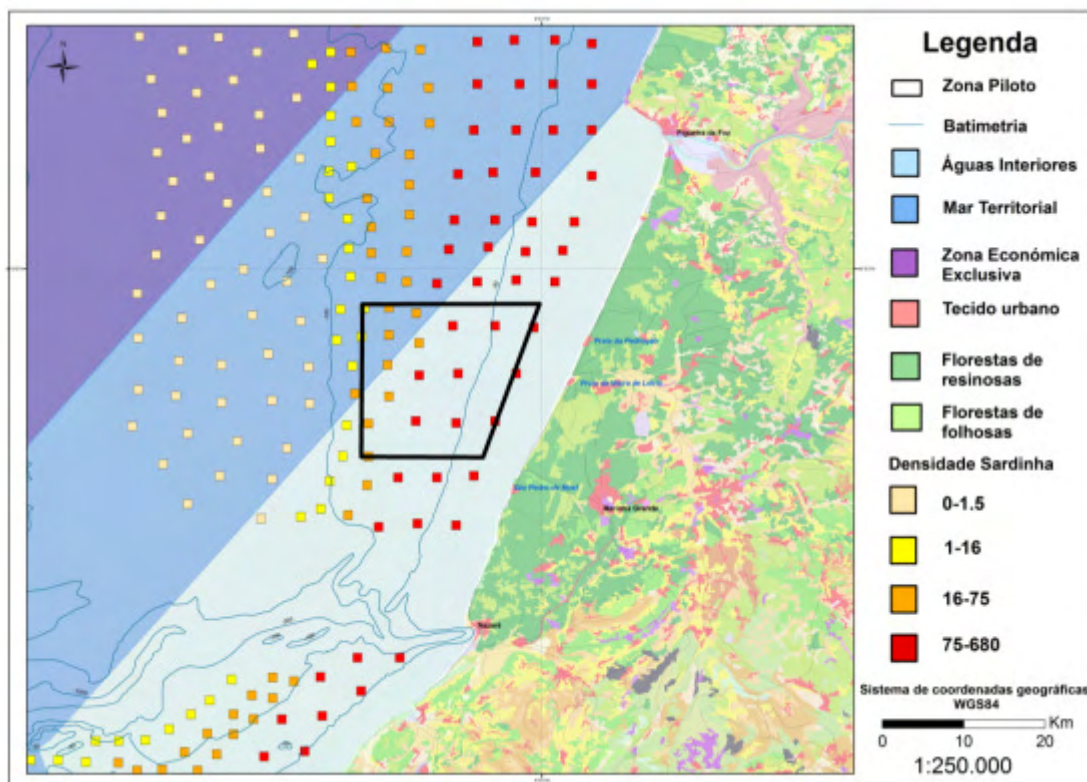 N
Figueira da Foz
Praia do Pedrógão
Praia da Vieira de Leiria
São Pedro de Moel
Marinha Grande
Nazaré
Legenda
Zona Piloto
Batimetria
Águas Interiores
Mar Territorial
Zona Económica
Exclusiva
Tecido urbano
Florestas de
resinosas
Florestas de
folhosas
Densidade Sardinha
0-1.5
1-16
16-75
75-680
Sistema de coordenadas geográficas
WGS84
Km
0 10 20
1:250.000